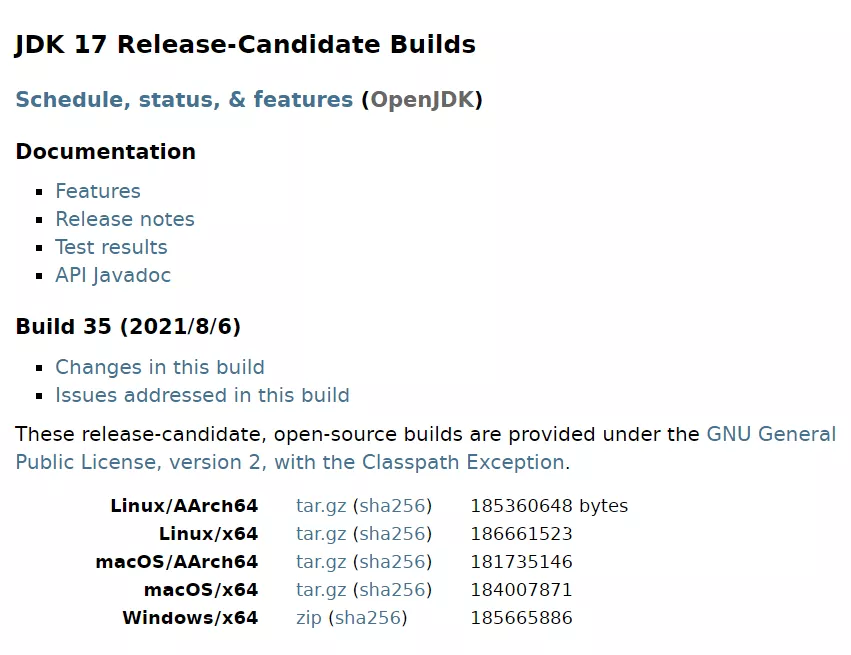 JDK 17 Release-Candidate Builds
Schedule, status, & features (OpenJDK)
Documentation
Features
Release notes
Test results
API Javadoc
Build 35 (2021/8/6)
Changes in this build
Issues addressed in this build
These release-candidate, open-source builds are provided under the GNU General
Public License, version 2, with the Classpath Exception.
Linux/AArch64 tar.gz (sha256) 185360648 bytes
Linux/x64 tar.gz (sha256) 186661523
macOS/AArch64 tar.gz (sha256) 181735146
macOS/x64 tar.gz (sha256) 184007871
Windows/x64 zip (sha256) 185665886